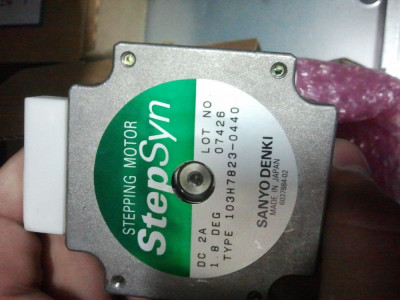 STEPPING MOTOR
StepSyn
LOT NO
07426
DC 2A
1.8 DEG
TYPE 103H7823-0440
SANYO DENKI
MADE IN JAPAN